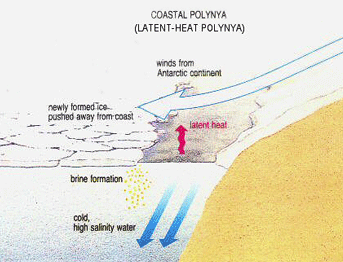 COASTAL POLYNYA
(LATENT-HEAT POLYNYA)
winds from
Antarctic continent
newly formed ice
pushed away from coast
latent heat
brine formation
cold,
high salinity water